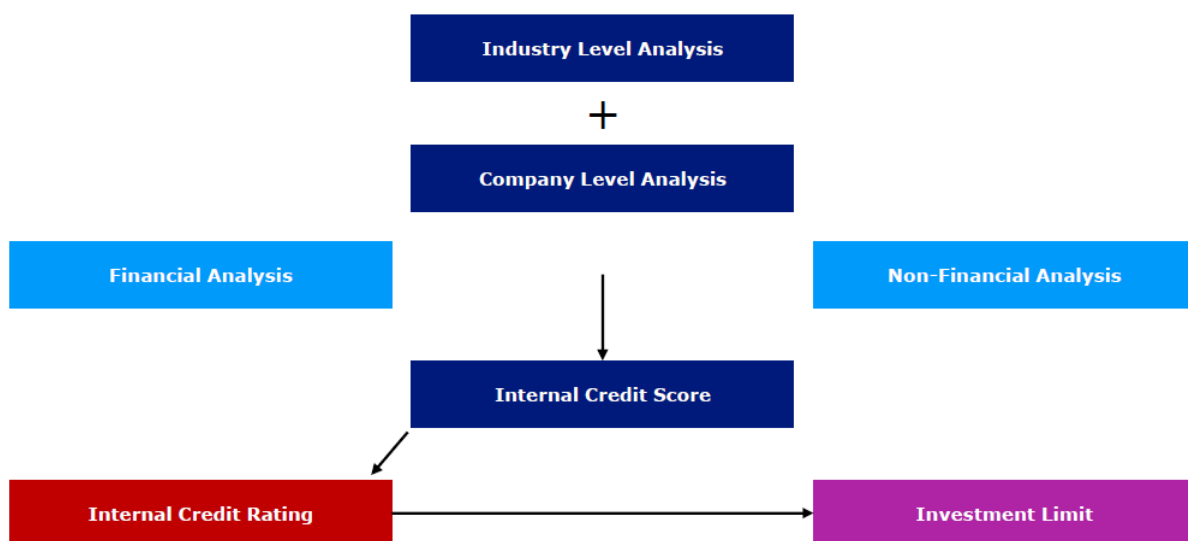 Industry Level Analysis
+
Company Level Analysis
Financial Analysis
Non-Financial Analysis
Internal Credit Score
Internal Credit Rating
Investment Limit